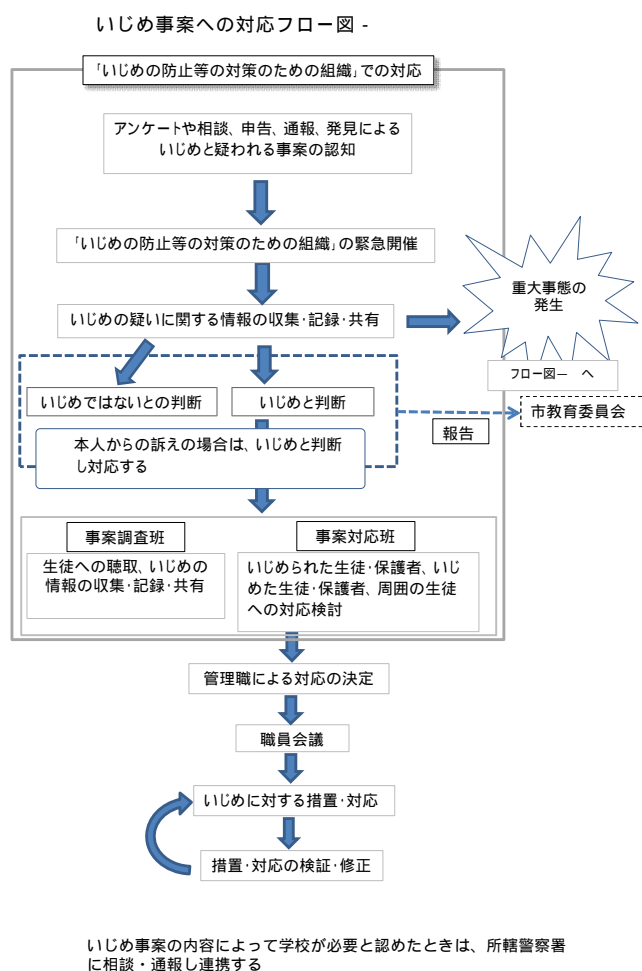 いじめ事案への対応フロー図 -
「いじめの防止等の対策のための組織」での対応
アンケートや相談、申告、通報、発見による
いじめと疑われる事案の認知
「いじめの防止等の対策のための組織」の緊急開催
重大事態の
発生
いじめの疑いに関する情報の収集・記録・共有
フロー図―　へ
いじめではないとの判断
いじめと判断
市教育委員会
報告
本人からの訴えの場合は、いじめと判断
し対応する
事案調査班
生徒への聴取、いじめの
情報の収集・記録・共有
事案対応班
いじめられた生徒・保護者、いじ
めた生徒・保護者、周囲の生徒
への対応検討
管理職による対応の決定
職員会議
いじめに対する措置・対応
措置・対応の検証・修正
いじめ事案の内容によって学校が必要と認めたときは、所轄警察署
に相談・通報し連携する